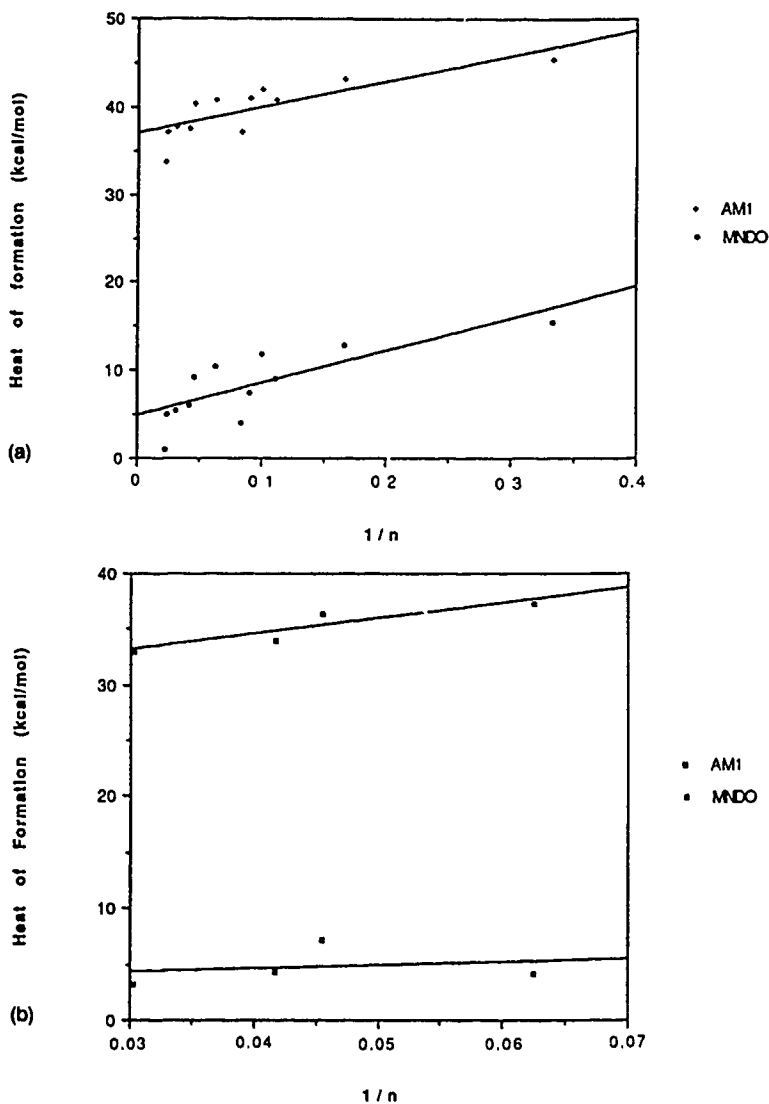 50
40
30
20
10
0
Heat of formation (kcal/mol)
AM1
MNDO
(a)
0 0 1 0 2 0 3 0.4
1 / n
40
30
20
10
0
Heat of Formation (kcal/mol)
AM1
MNDO
(b)
0.03 0.04 0.05 0.06 0.07
1 / n